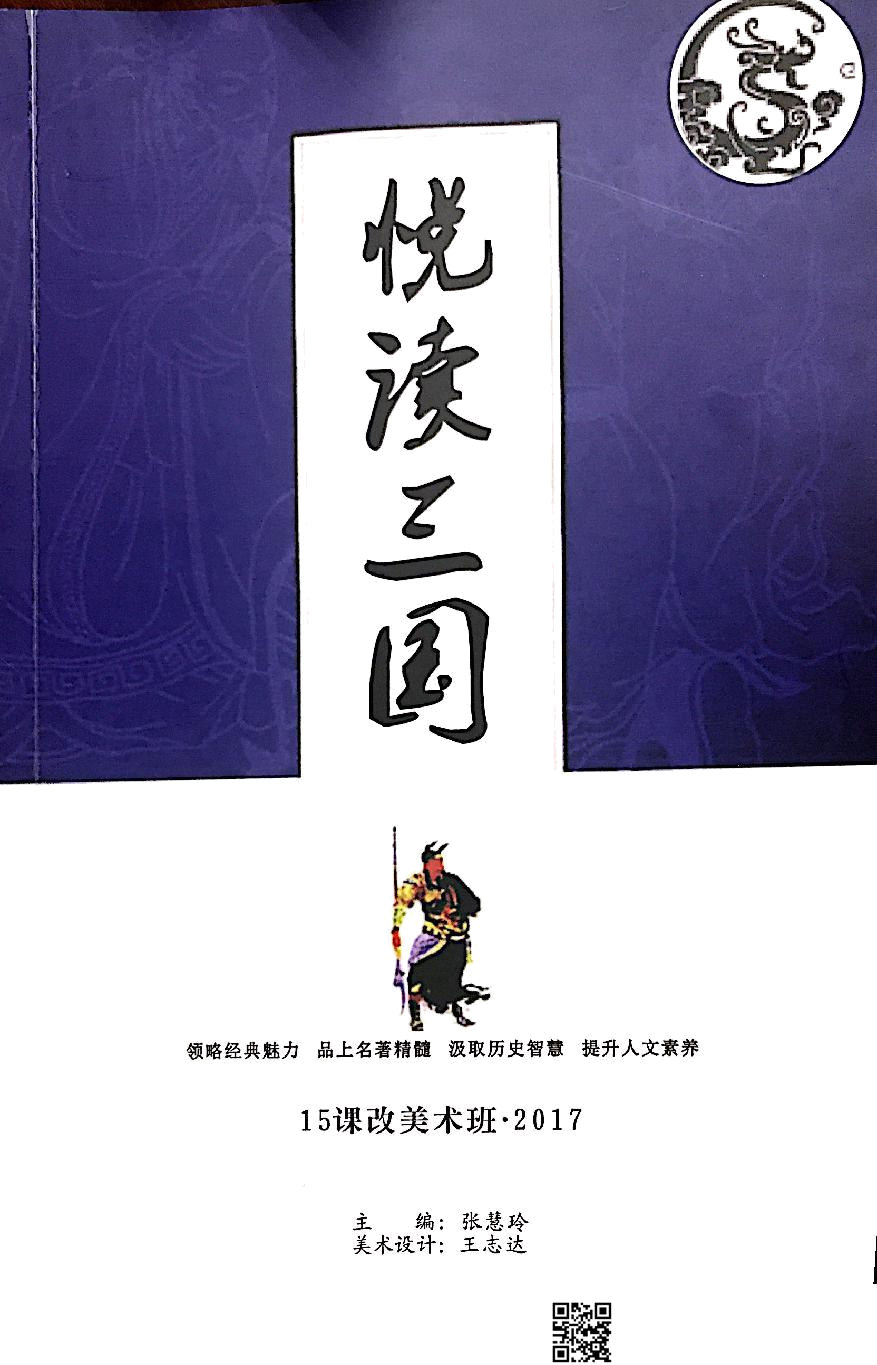 悦读三国
领略经典魅力 品上名著精髓 汲取历史智慧 提升人文素养
15课改美术班·2017
主 编：张慧玲
美术设计：王志达